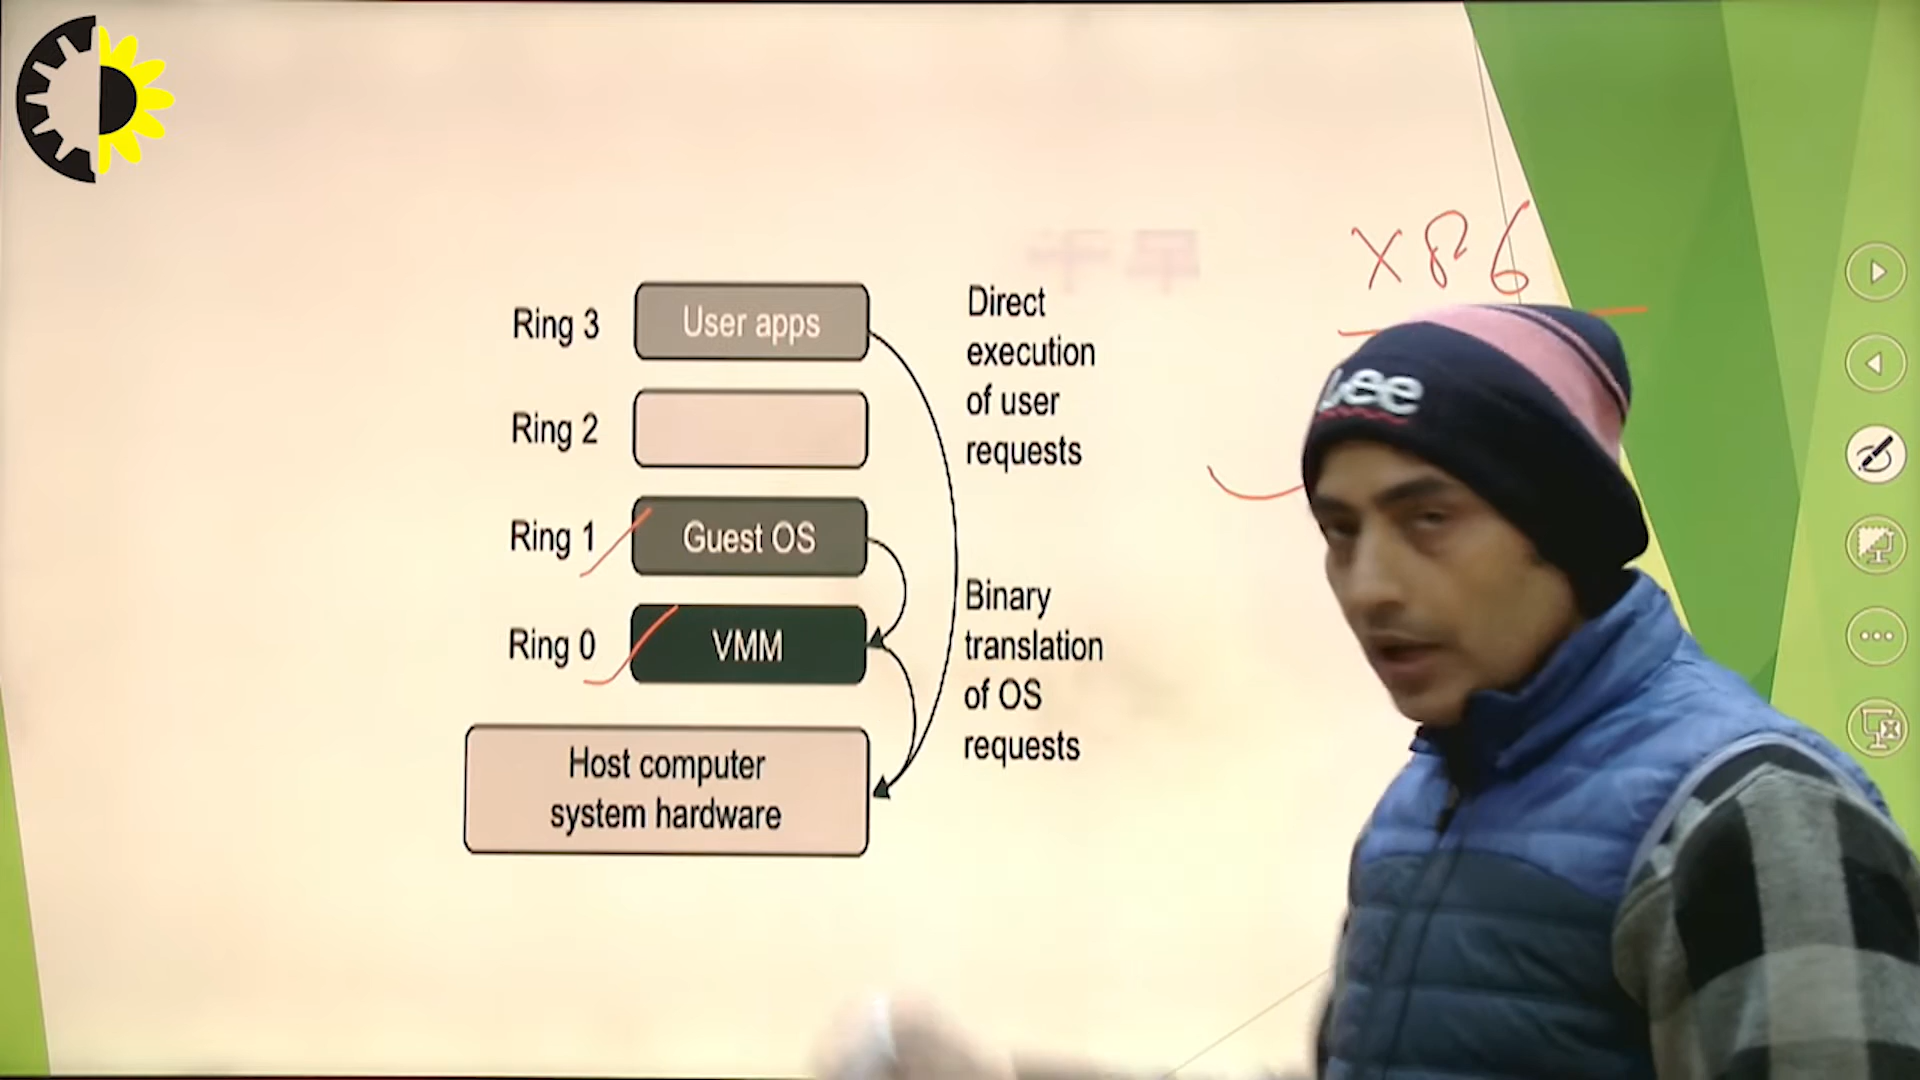 X86
Ring 3
User apps
Direct
execution
of user
requests
Ring 2
Ring 1
Guest OS
Ring 0
VMM
Binary
translation
of OS
requests
Host computer
system hardware
Lee